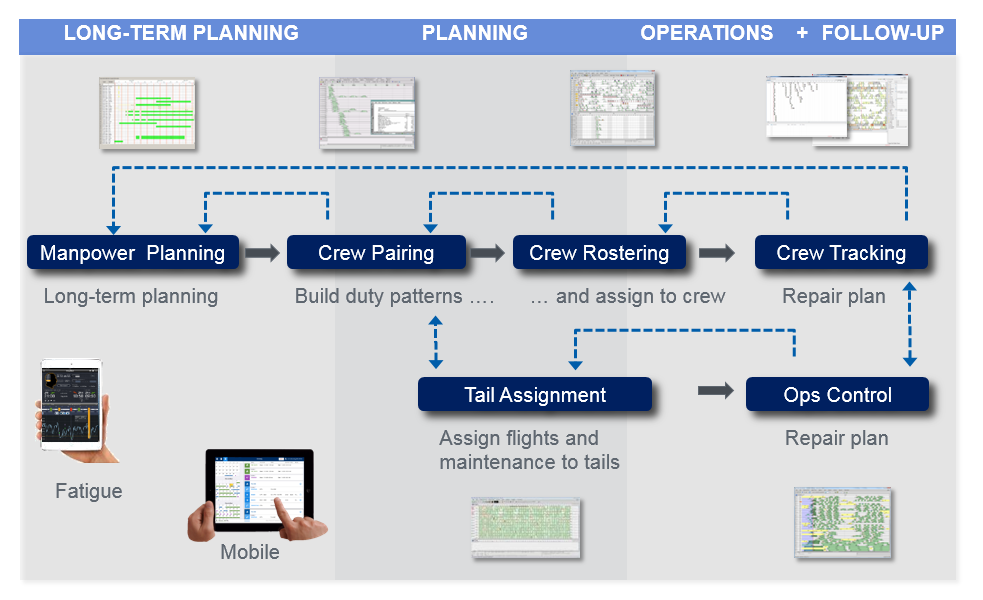 LONG-TERM PLANNING
PLANNING
OPERATIONS + FOLLOW-UP
Manpower Planning
Crew Pairing
Crew Rostering
Crew Tracking
Long-term planning
Build duty patterns ....
... and assign to crew
Repair plan
Tail Assignment
Ops Control
Assign flights and
maintenance to tails
Repair plan
Fatigue
Mobile